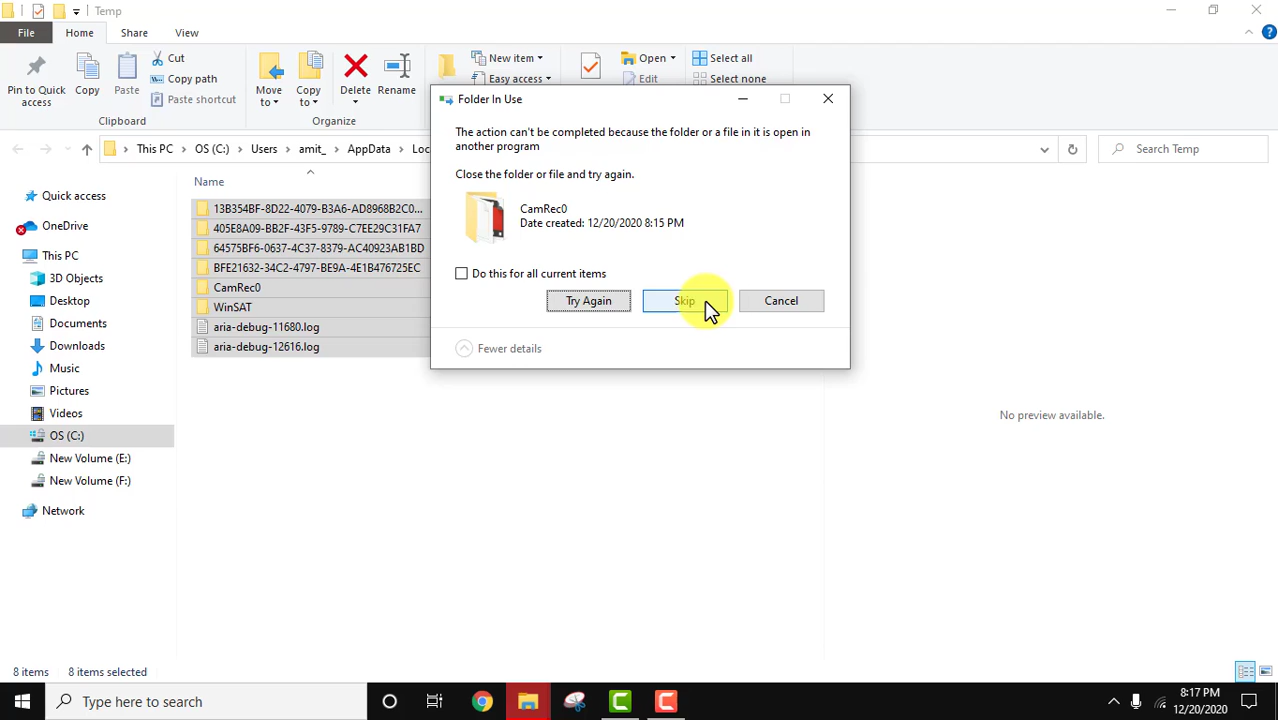 Temp
File
Home
Share
View
Pin to Quick access
Copy
Paste
Cut
Copy path
Paste shortcut
Clipboard
Move to
Copy to
Delete
Rename
Organize
New item
Easy access
Open
Edit
Select all
Select none
This PC
OS (C:)
Users
amit_
AppData
Loc
Search Temp
Quick access
OneDrive
This PC
3D Objects
Desktop
Documents
Downloads
Music
Pictures
Videos
OS (C:)
New Volume (E:)
New Volume (F:)
Network
Name
13B354BF-8D22-4079-B3A6-AD8968B2C0...
405E8A09-BB2F-43F5-9789-C7EE29C31FA7
64575BF6-0637-4C37-8379-AC40923AB1BD
BFE21632-34C2-4797-BE9A-4E1B476725EC
CamRec0
WinSAT
aria-debug-11680.log
aria-debug-12616.log
Folder In Use
The action can't be completed because the folder or a file in it is open in
another program
Close the folder or file and try again.
CamRec0
Date created: 12/20/2020 8:15 PM
Do this for all current items
Try Again
Skip
Cancel
Fewer details
No preview available.
8 items
8 items selected
Type here to search
8:17 PM
12/20/2020